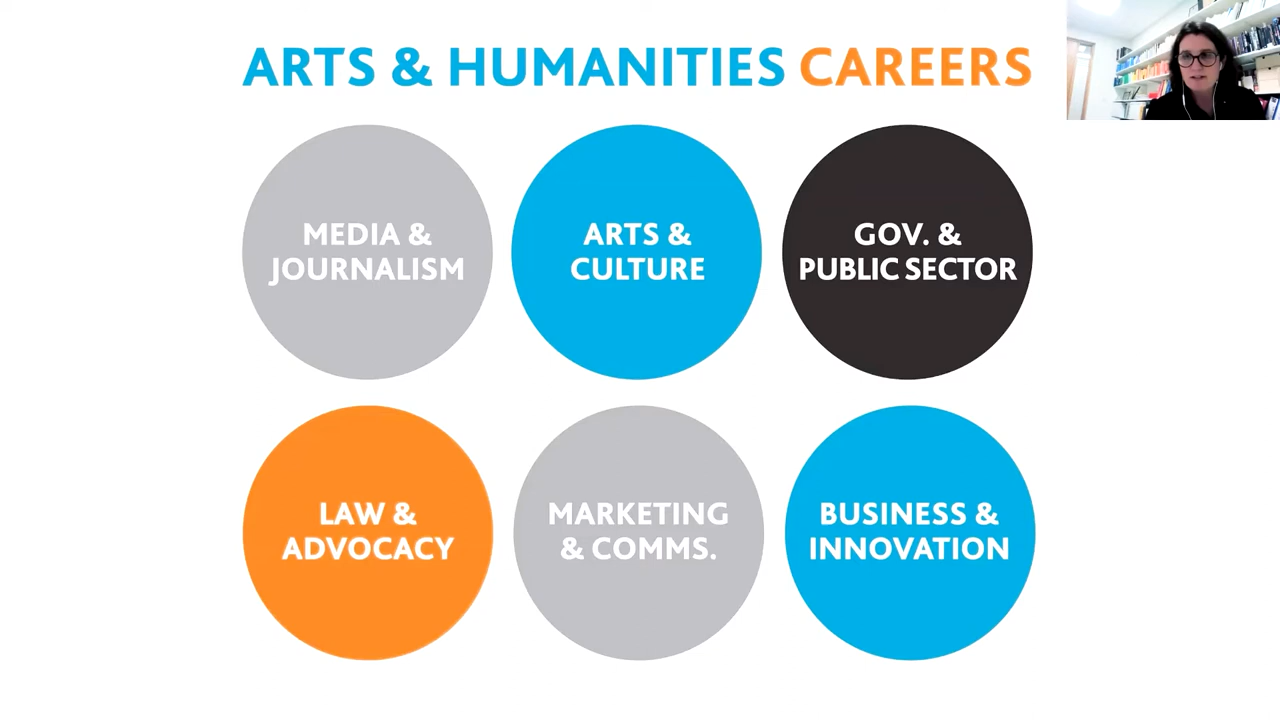 ARTS & HUMANITIES CAREERS
MEDIA &
JOURNALISM
ARTS &
CULTURE
GOV. &
PUBLIC SECTOR
LAW &
ADVOCACY
MARKETING
& COMMS.
BUSINESS &
INNOVATION